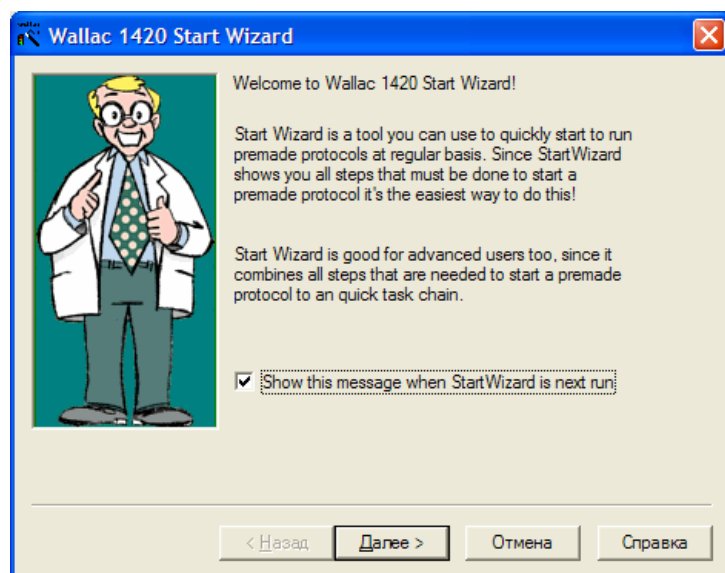 Wallac 1420 Start Wizard
Welcome to Wallac 1420 Start Wizard!
Start Wizard is a tool you can use to quickly start to run
premade protocols at regular basis. Since StartWizard
shows you all steps that must be done to start a
premade protocol it's the easiest way to do this!
Start Wizard is good for advanced users too, since it
combines all steps that are needed to start a premade
protocol to an quick task chain.
Show this message when StartWizard is next run
< Назад Далее > Отмена Справка